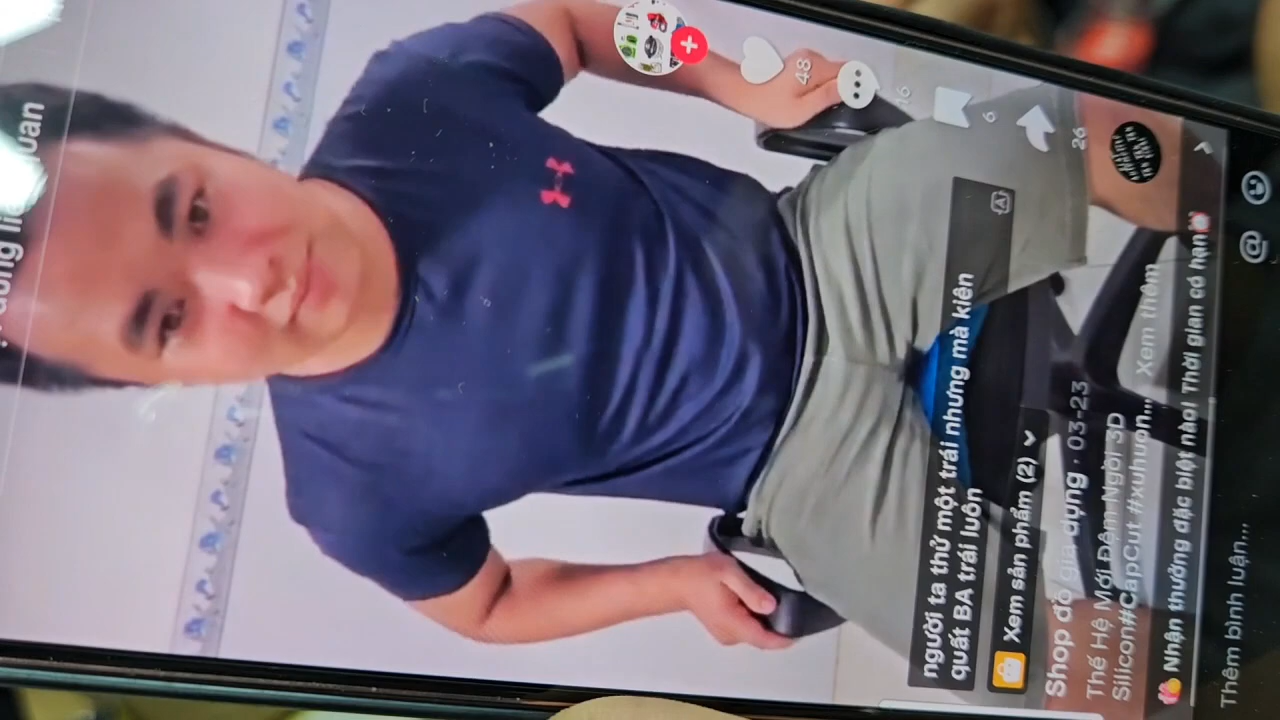 48
16
6
26
người ta thử một trái nhưng mà kiên
quất BA trái luôn
Xem sản phẩm (2)
Shop đồ gia dụng · 03-23
Thế Hệ Mới Đệm Ngồi 3D
Silicon#CapCut #xuhuon... Xem thêm
Nhận thưởng đặc biệt nào! Thời gian có hạn
Thêm bình luận...